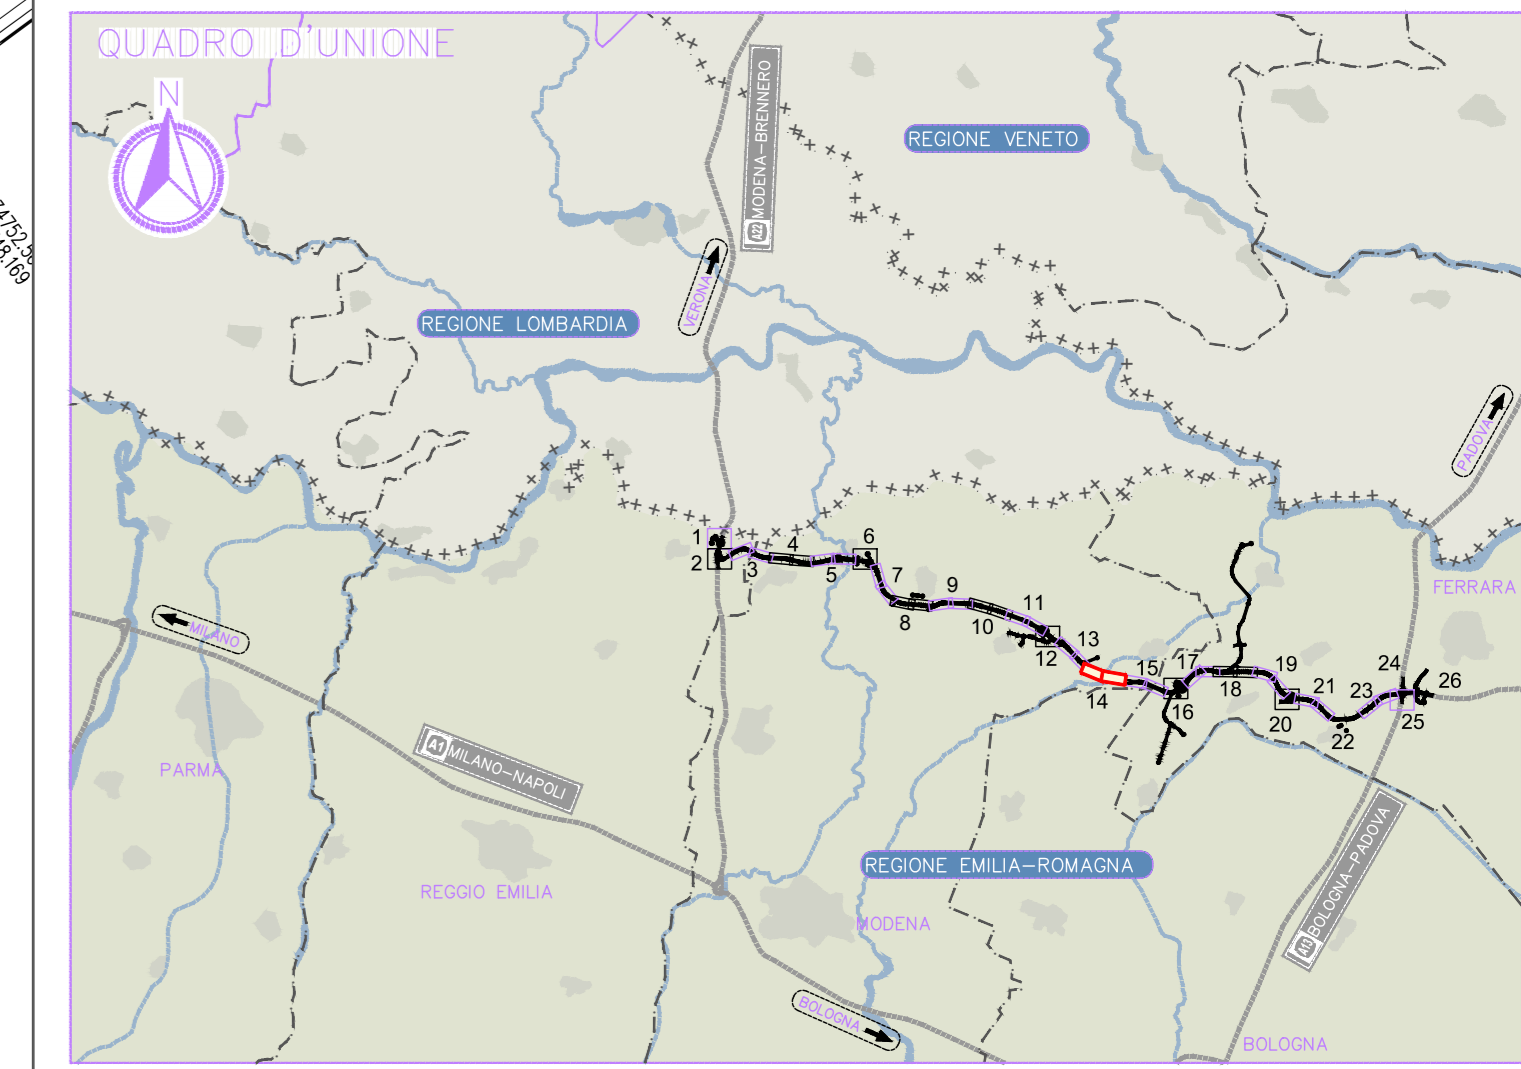 QUADRO D'UNIONE
N
A22 MODENA-BRENNERO
REGIONE VENETO
VERONA
REGIONE LOMBARDIA
PADOVA
1
2
3
4
5
6
7
8
9
10
11
12
13
14
15
16
17
18
19
20
21
22
23
24
25
26
FERRARA
MILANO
A1 MILANO-NAPOLI
PARMA
REGGIO EMILIA
REGIONE EMILIA-ROMAGNA
MODENA
A13 BOLOGNA-PADOVA
BOLOGNA
BOLOGNA